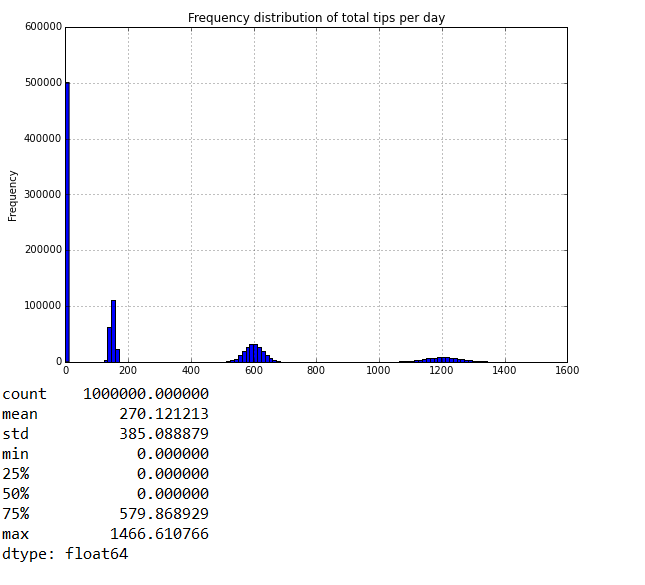 Frequency distribution of total tips per day
600000
500000
400000
300000
200000
100000
0
Frequency
0 200 400 600 800 1000 1200 1400 1600
count 1000000.000000
mean 270.121213
std 385.088879
min 0.000000
25% 0.000000
50% 0.000000
75% 579.868929
max 1466.610766
dtype: float64